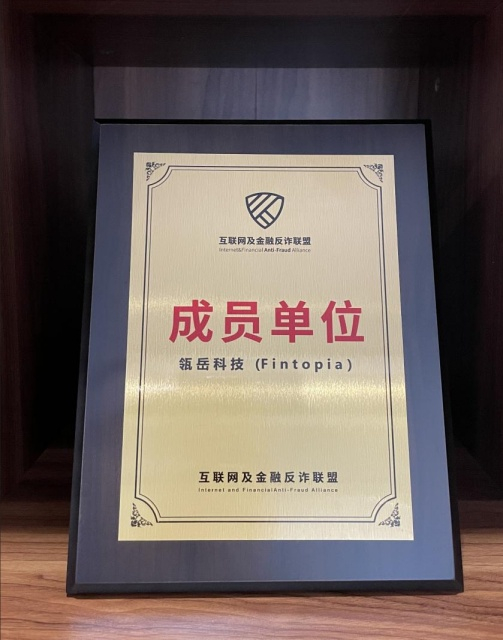 互联网及金融反诈联盟
Internet&Financial Anti-Fraud Alliance
成员单位
瓴岳科技 (Fintopia)
互联网及金融反诈联盟
Internet and FinancialAnti-Fraud Alliance